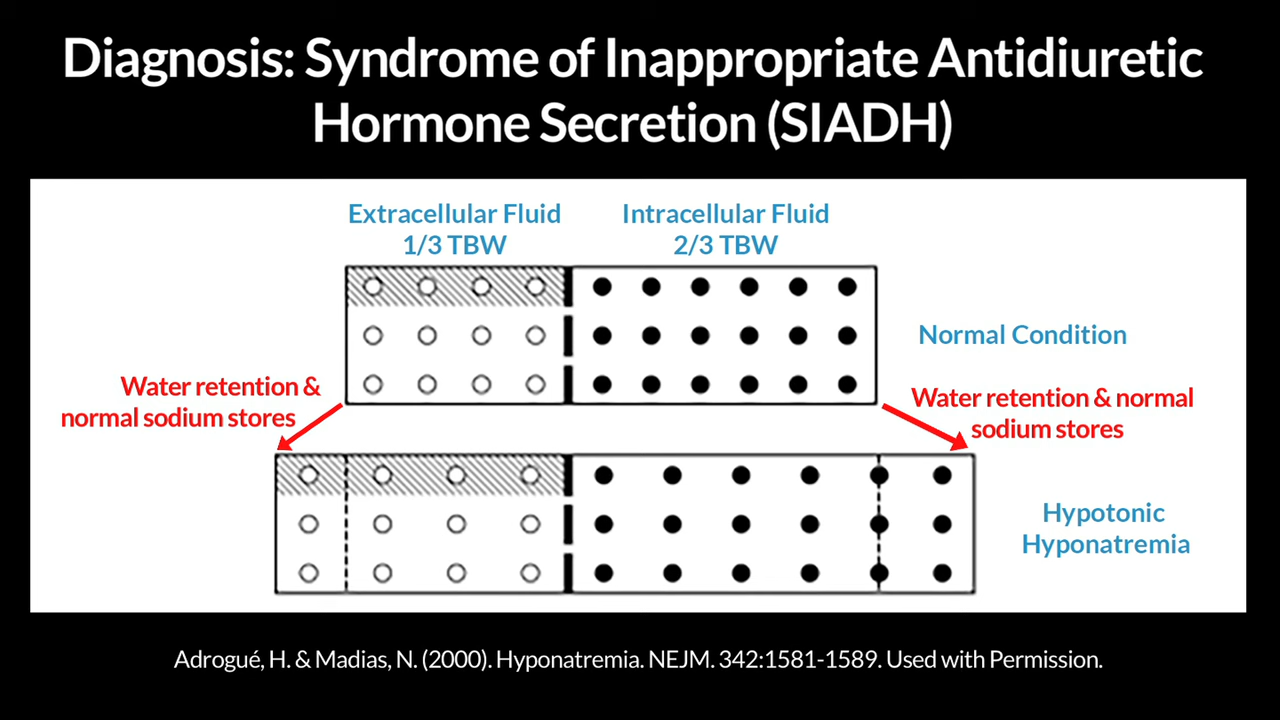 Diagnosis: Syndrome of Inappropriate Antidiuretic
Hormone Secretion (SIADH)
Extracellular Fluid
1/3 TBW
Intracellular Fluid
2/3 TBW
Normal Condition
Water retention &
normal sodium stores
Water retention & normal
sodium stores
Hypotonic
Hyponatremia
Adrogué, H. & Madias, N. (2000). Hyponatremia. NEJM. 342:1581-1589. Used with Permission.